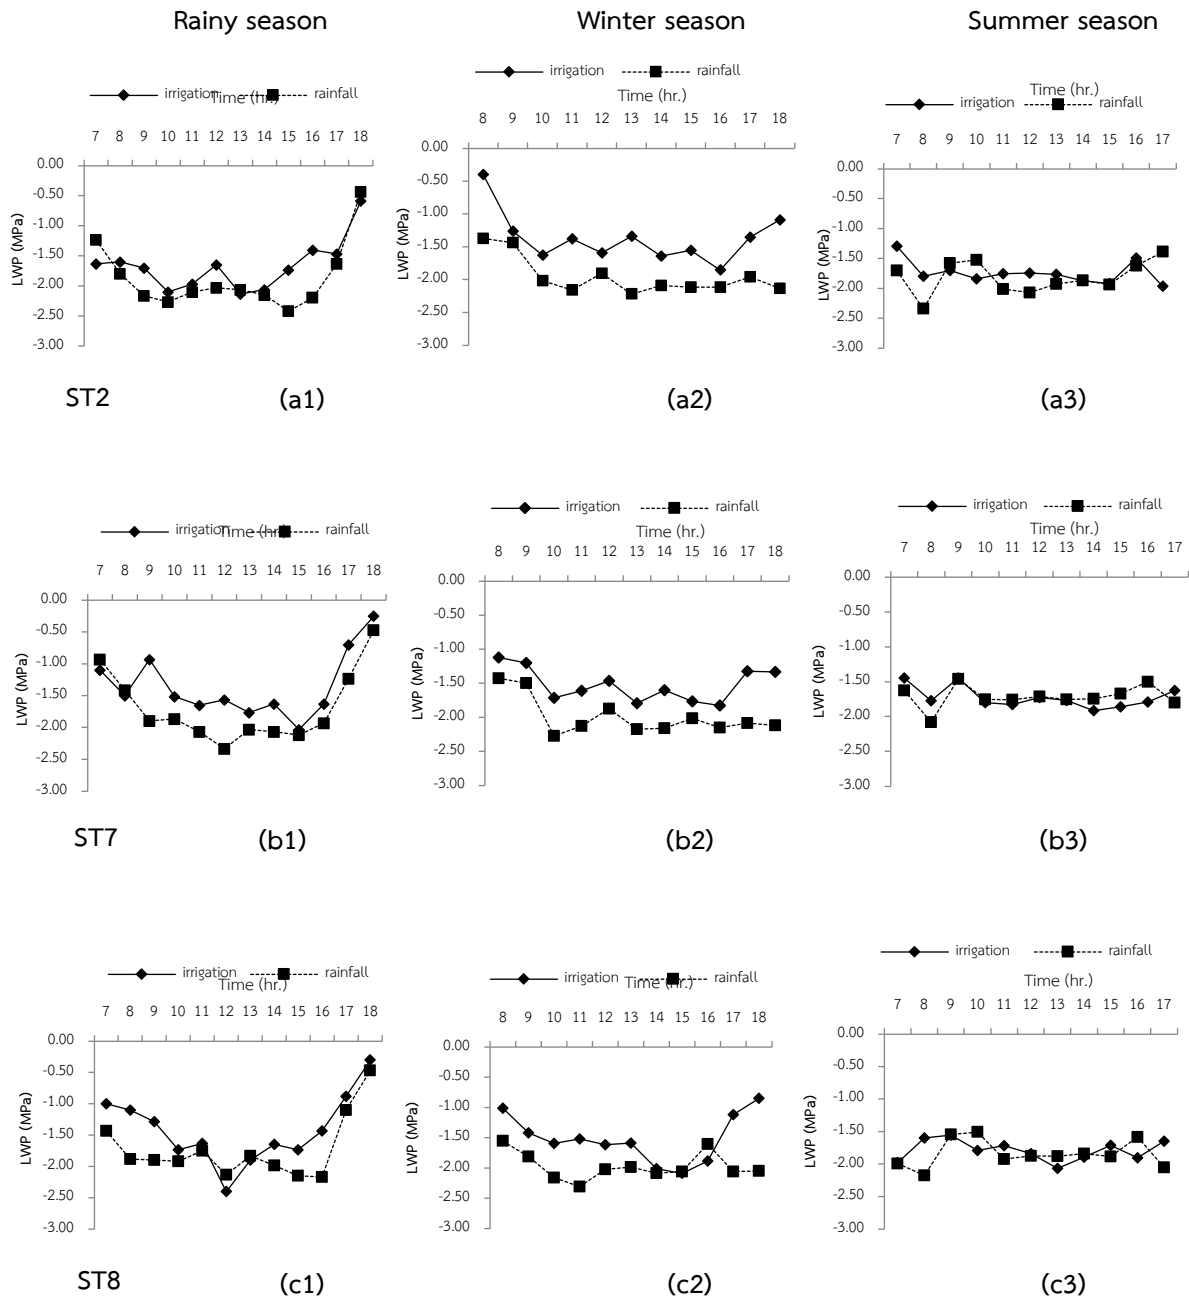 Rainy season
Winter season
Summer season
irrigation
rainfall
Time (hr.)
7 8 9 10 11 12 13 14 15 16 17 18
0.00
-0.50
-1.00
-1.50
-2.00
-2.50
-3.00
LWP (MPa)
irrigation
rainfall
Time (hr.)
8 9 10 11 12 13 14 15 16 17 18
0.00
-0.50
-1.00
-1.50
-2.00
-2.50
-3.00
LWP (MPa)
Time (hr.)
irrigation
rainfall
7 8 9 10 11 12 13 14 15 16 17
0.00
-0.50
-1.00
-1.50
-2.00
-2.50
-3.00
LWP (MPa)
ST2
(a1)
(a2)
(a3)
irrigation
rainfall
Time (hr.)
7 8 9 10 11 12 13 14 15 16 17 18
0.00
-0.50
-1.00
-1.50
-2.00
-2.50
-3.00
LWP (MPa)
irrigation
rainfall
Time (hr.)
8 9 10 11 12 13 14 15 16 17 18
0.00
-0.50
-1.00
-1.50
-2.00
-2.50
-3.00
LWP (MPa)
irrigation
rainfall
Time (hr.)
7 8 9 10 11 12 13 14 15 16 17
0.00
-0.50
-1.00
-1.50
-2.00
-2.50
-3.00
LWP (MPa)
ST7
(b1)
(b2)
(b3)
irrigation
rainfall
Time (hr.)
7 8 9 10 11 12 13 14 15 16 17 18
0.00
-0.50
-1.00
-1.50
-2.00
-2.50
-3.00
LWP (MPa)
irrigation
rainfall
Time (hr.)
8 9 10 11 12 13 14 15 16 17 18
0.00
-0.50
-1.00
-1.50
-2.00
-2.50
-3.00
LWP (MPa)
irrigation
rainfall
Time (hr.)
7 8 9 10 11 12 13 14 15 16 17
0.00
-0.50
-1.00
-1.50
-2.00
-2.50
-3.00
LWP (MPa)
ST8
(c1)
(c2)
(c3)